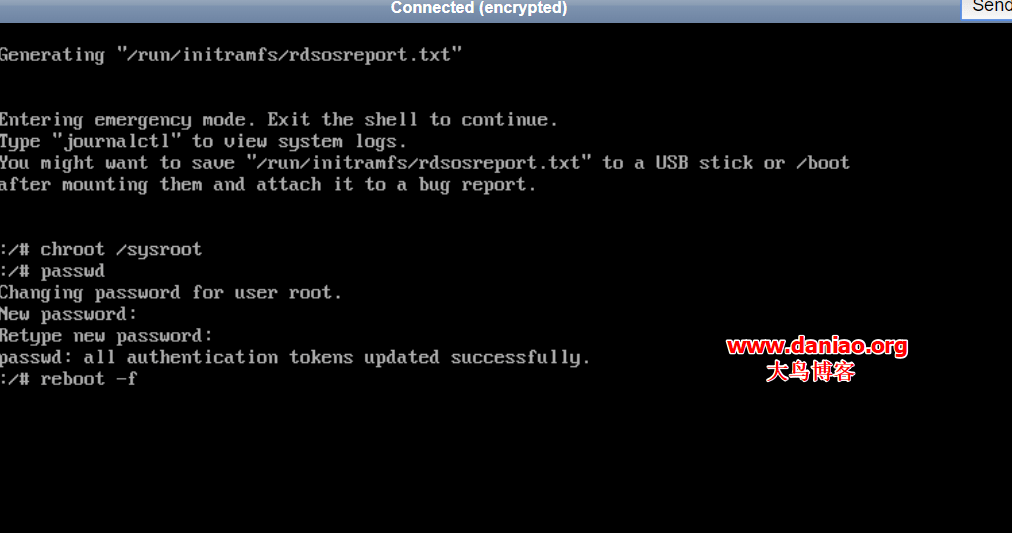 Connected (encrypted)
Send
Generating "/run/initramfs/rdsosreport.txt"
Entering emergency mode. Exit the shell to continue.
Type "journalctl" to view system logs.
You might want to save "/run/initramfs/rdsosreport.txt" to a USB stick or /boot
after mounting them and attach it to a bug report.
:/# chroot /sysroot
:/# passwd
Changing password for user root.
New password:
Retype new password:
passwd: all authentication tokens updated successfully.
:/# reboot -f
www.daniao.org
大鸟博客